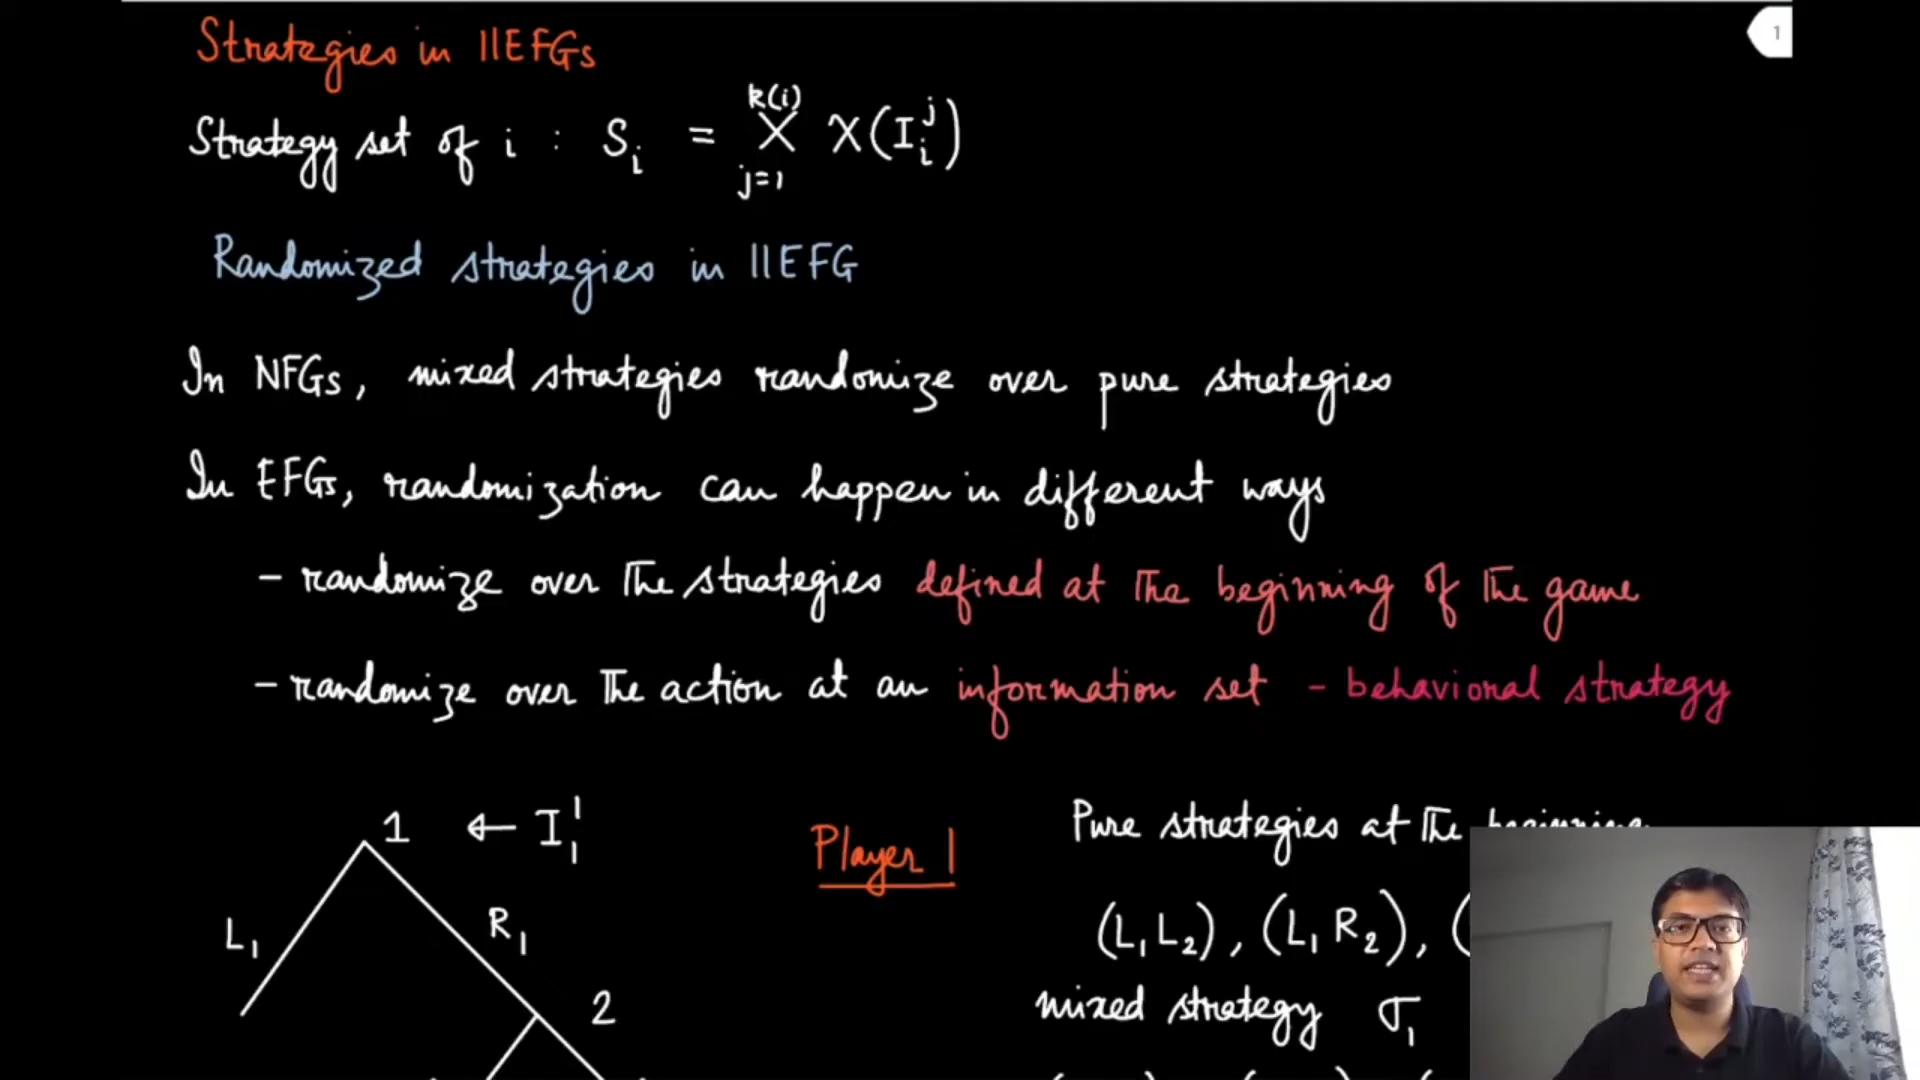 1
Strategies in IIEFGs
Strategy set of i : S_i = X_{j=1}^{k(i)} X(I_i^j)
Randomized strategies in IIEFG
In NFGs, mixed strategies randomize over pure strategies
In EFGs, randomization can happen in different ways
- randomize over the strategies defined at the beginning of the game
- randomize over the action at an information set - behavioral strategy
1 ← I_1^1
Player 1
Pure strategies at the beginning
L_1
R_1
(L_1 L_2), (L_1 R_2), (
2
mixed strategy σ_1